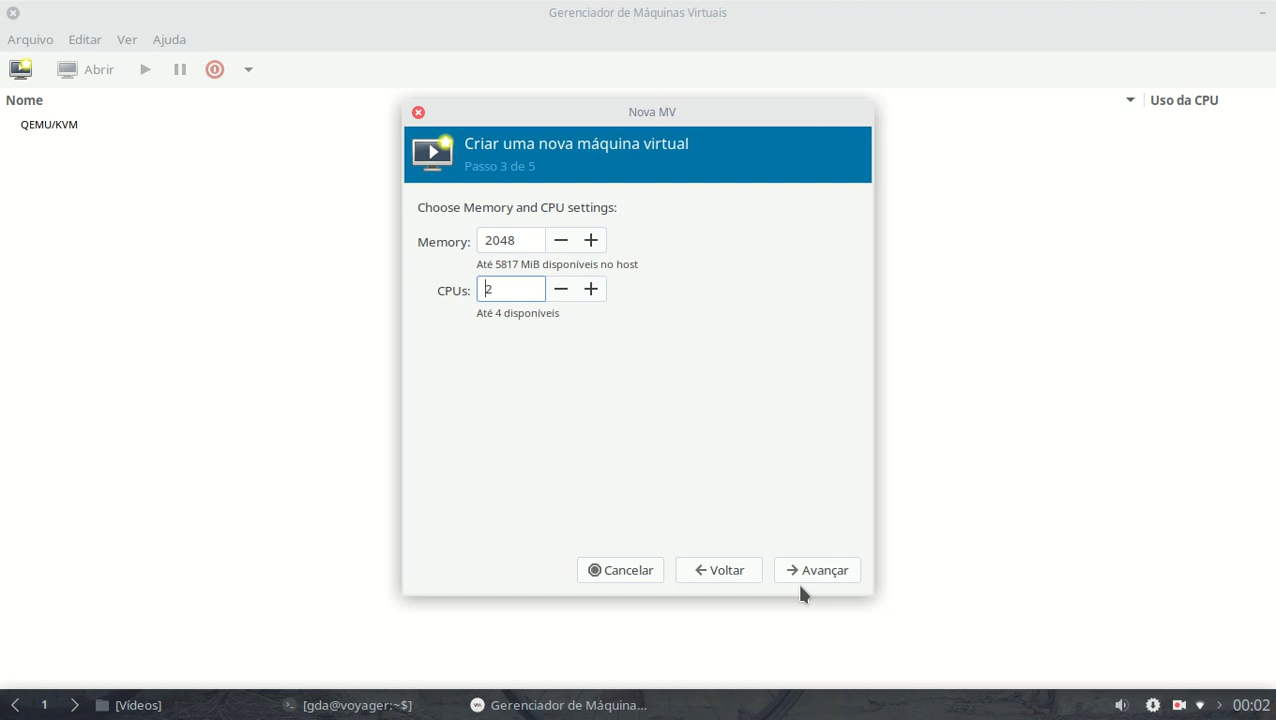 Gerenciador de Máquinas Virtuais
Arquivo Editar Ver Ajuda
Abrir
Nome Uso da CPU
QEMU/KVM
Nova MV
Criar uma nova máquina virtual
Passo 3 de 5
Choose Memory and CPU settings:
Memory: 2048
Até 5817 MiB disponíveis no host
CPUs: 2
Até 4 disponíveis
Cancelar Voltar Avançar
1 [Vídeos] [gda@voyager:~$] Gerenciador de Máquina... 00:02